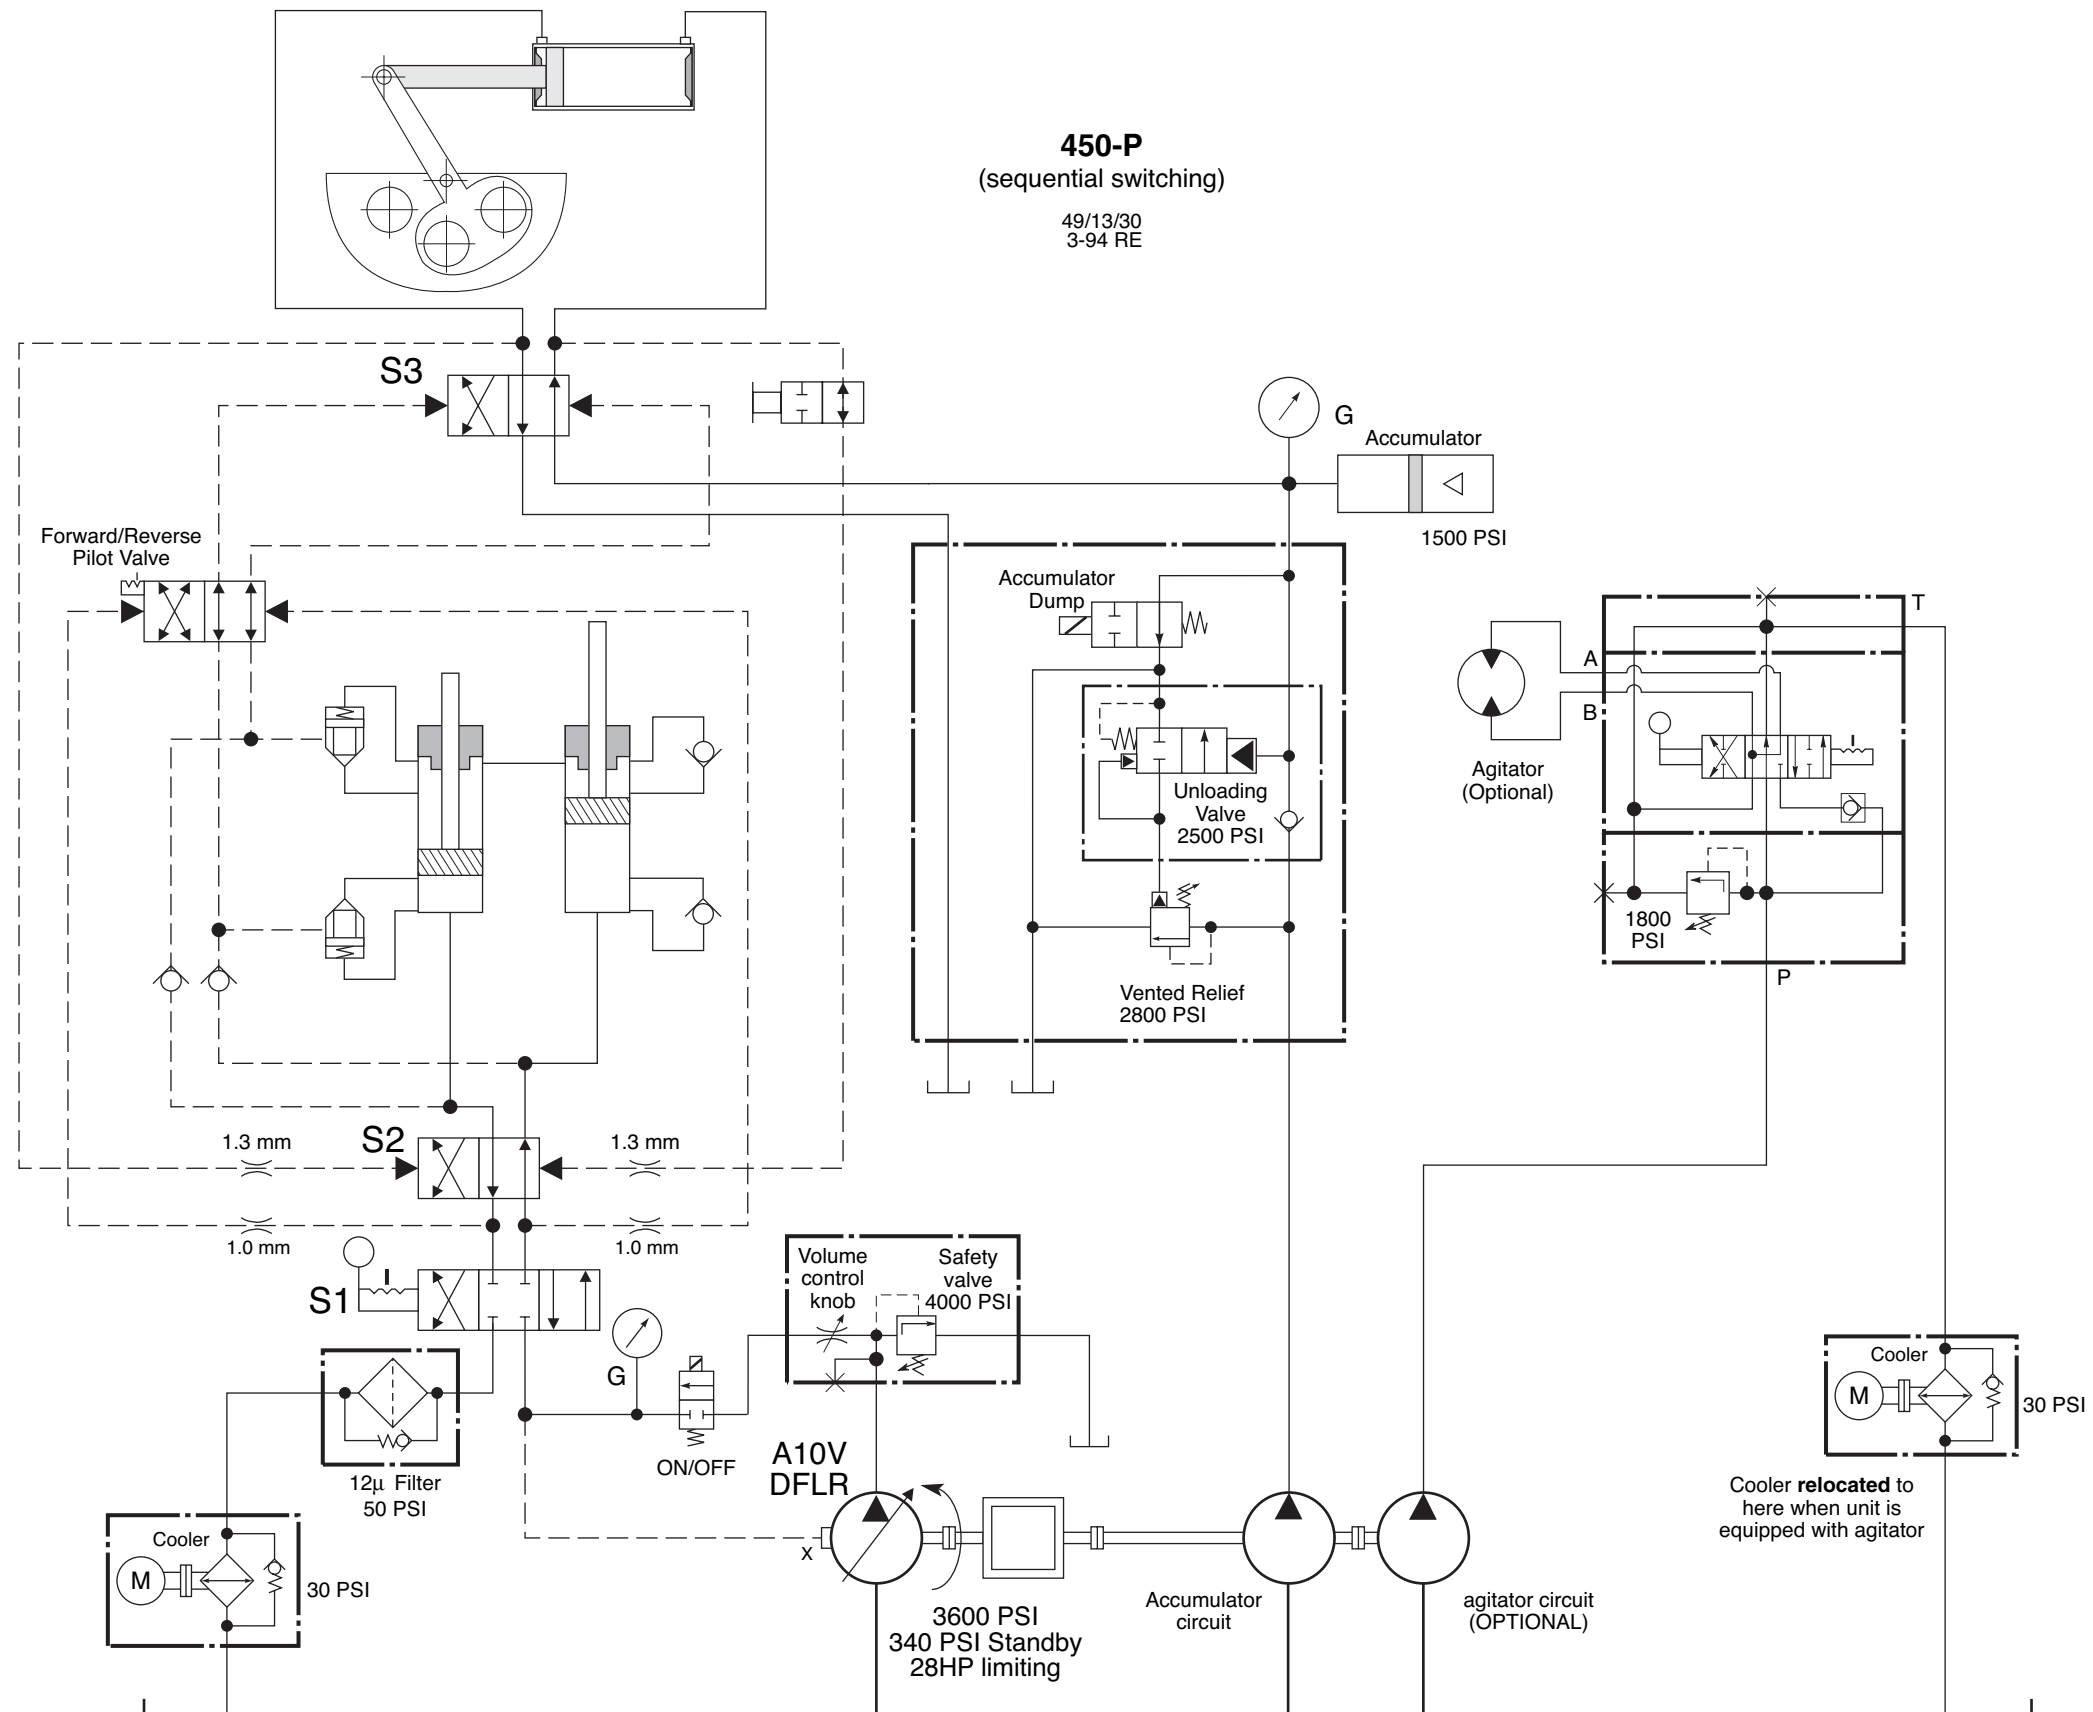 450-P
(sequential switching)
49/13/30
3-94 RE
S3
G
Accumulator
1500 PSI
Forward/Reverse
Pilot Valve
Accumulator
Dump
Unloading
Valve
2500 PSI
Vented Relief
2800 PSI
T
A
B
Agitator
(Optional)
1800
PSI
P
1.3 mm
S2
1.3 mm
1.0 mm
1.0 mm
S1
Volume
control
knob
Safety
valve
4000 PSI
G
ON/OFF
12µ Filter
50 PSI
Cooler
M
30 PSI
A10V
DFLR
x
3600 PSI
340 PSI Standby
28HP limiting
Accumulator
circuit
agitator circuit
(OPTIONAL)
Cooler
M
30 PSI
Cooler relocated to
here when unit is
equipped with agitator